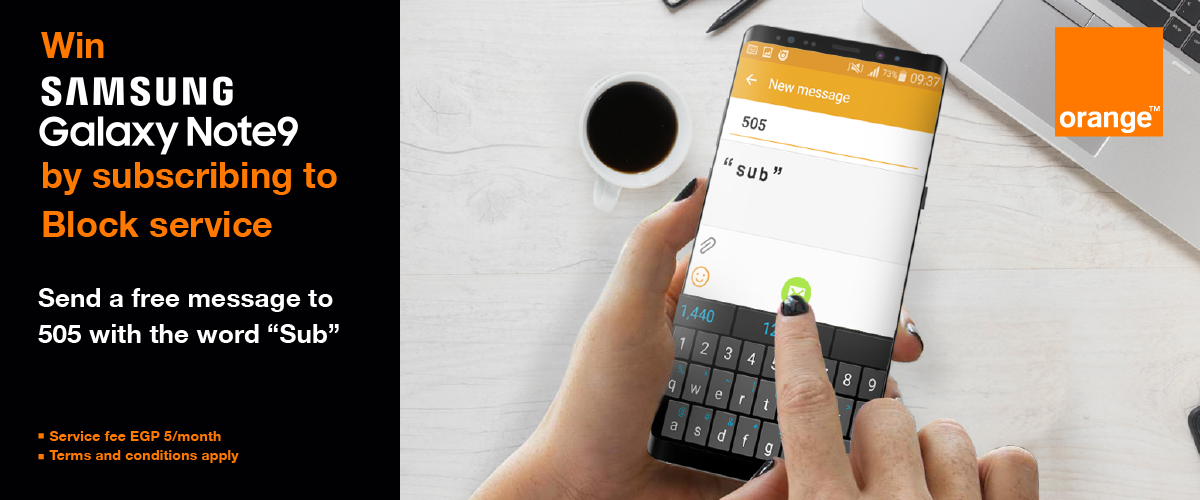 Win
SAMSUNG
Galaxy Note9
by subscribing to
Block service
Send a free message to
505 with the word “Sub”
Service fee EGP 5/month
Terms and conditions apply
73% 09:37
New message
505
“sub”
1,440 12
1 2 3 4 5 8 9
q w e r t
a s d f g
orange™